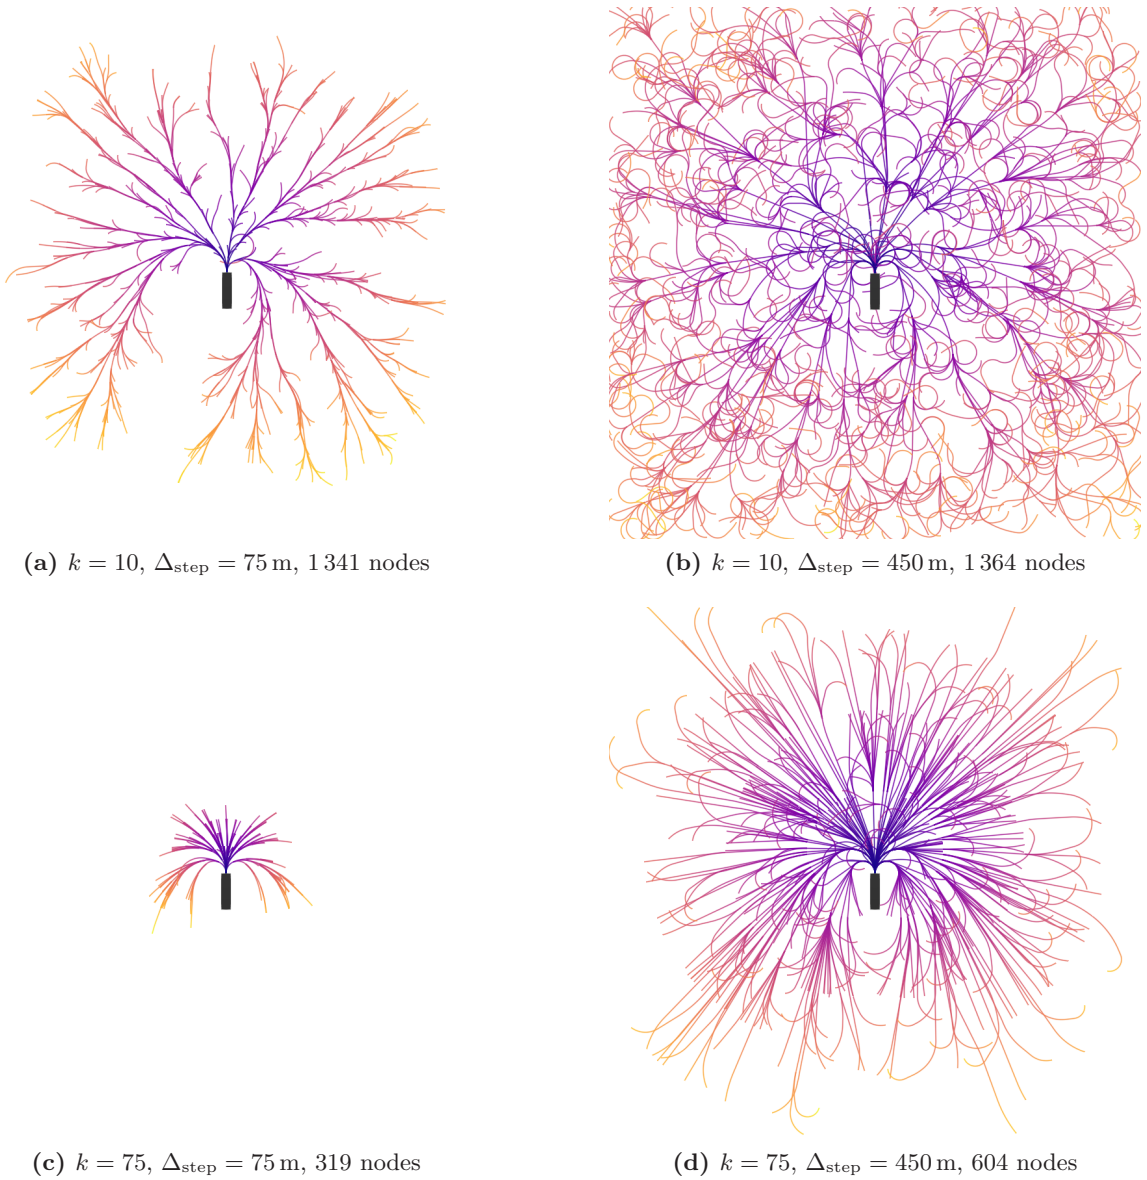 (a) k = 10, Δstep = 75 m, 1 341 nodes
(b) k = 10, Δstep = 450 m, 1 364 nodes
(c) k = 75, Δstep = 75 m, 319 nodes
(d) k = 75, Δstep = 450 m, 604 nodes